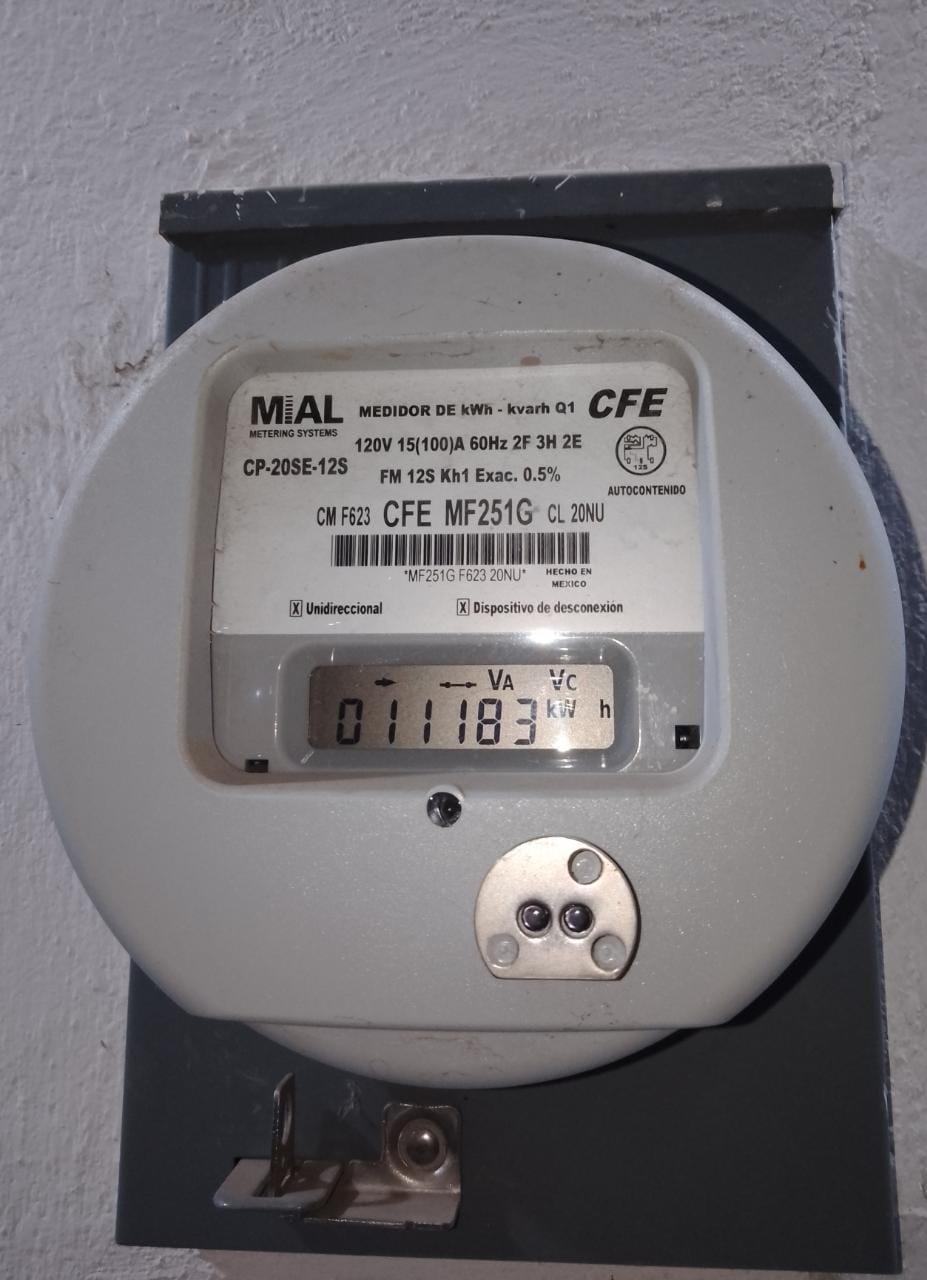 MIAL
METERING SYSTEMS
MEDIDOR DE kWh - kvarh Q1
CFE
120V 15(100)A 60Hz 2F 3H 2E
CP-20SE-12S
FM 12S Kh1 Exac. 0.5%
12S
AUTOCONTENIDO
CM F623 CFE MF251G CL 20NU
*MF251G F623 20NU*
HECHO EN
MEXICO
X Unidireccional
X Dispositivo de desconexión
VA VC
011183 kW h